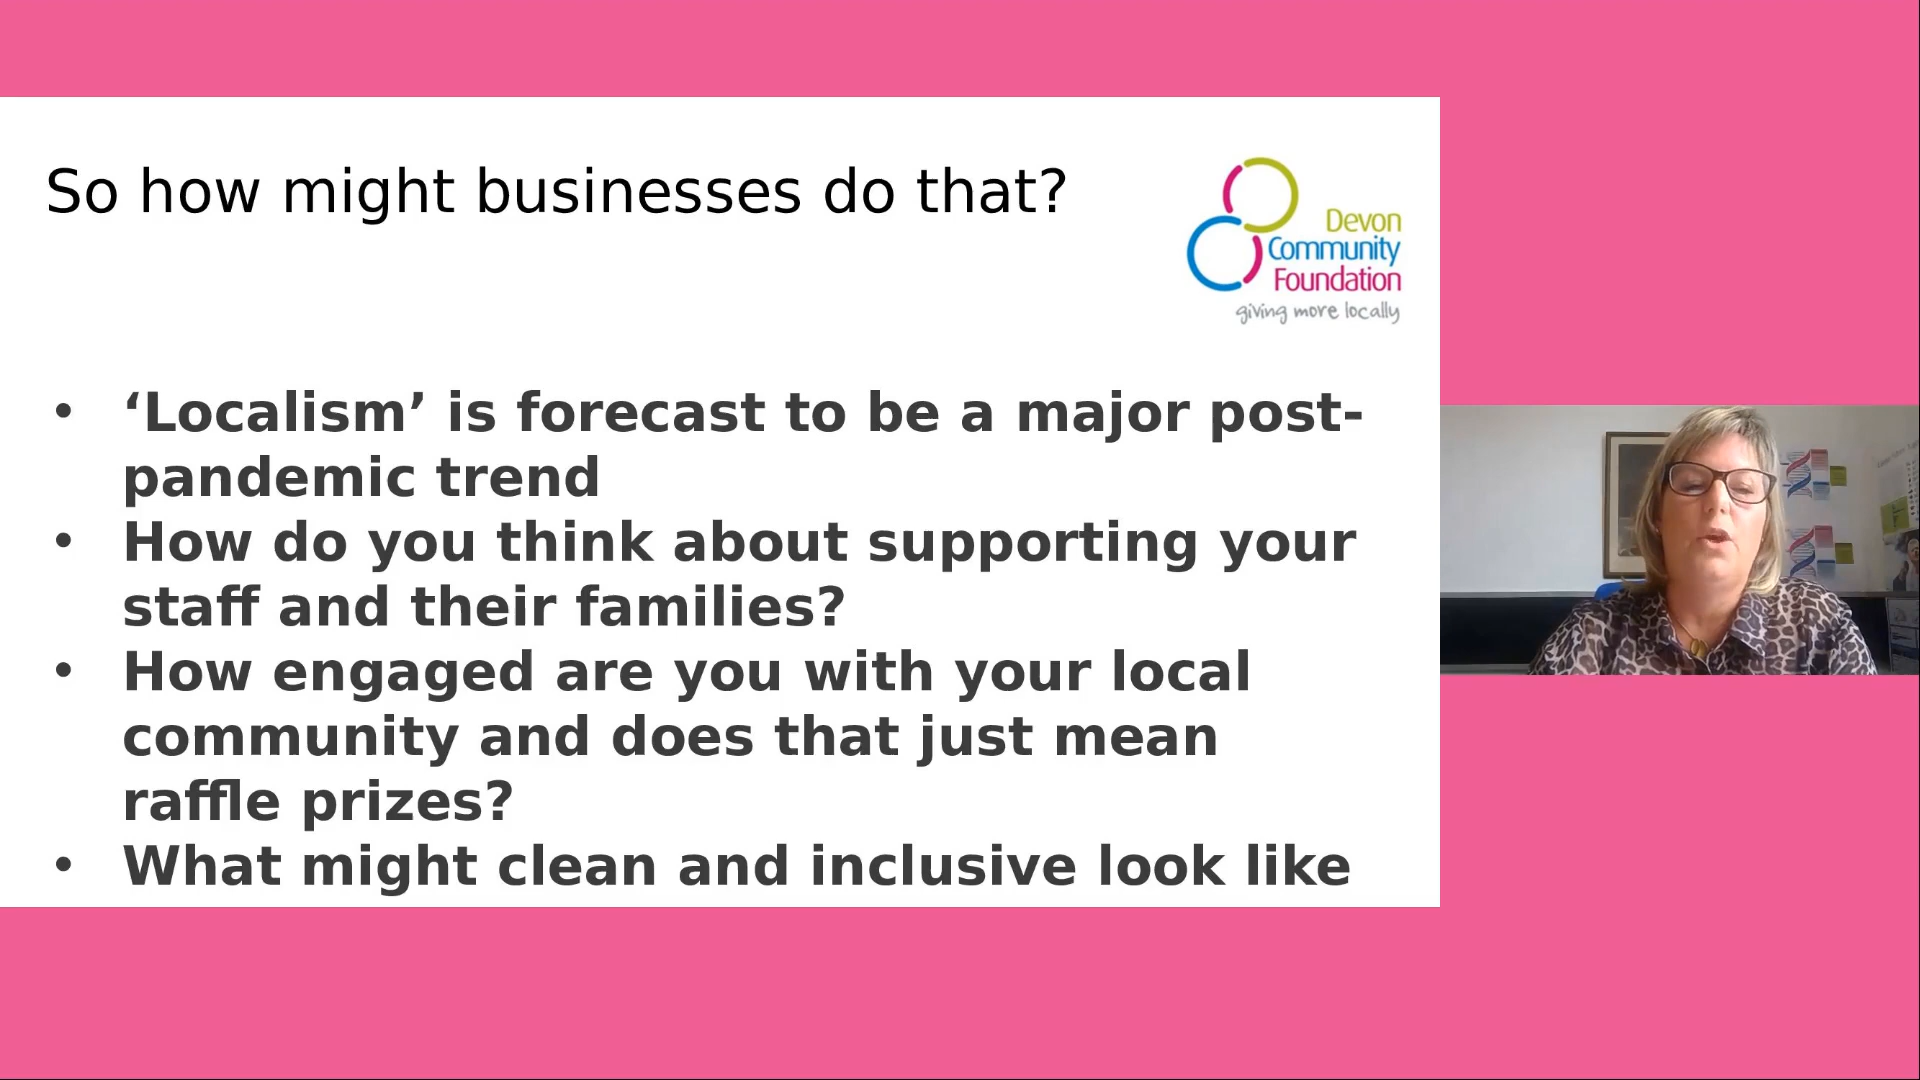 So how might businesses do that?
Devon
Community
Foundation
giving more locally
• ‘Localism’ is forecast to be a major post-
pandemic trend
• How do you think about supporting your
staff and their families?
• How engaged are you with your local
community and does that just mean
raffle prizes?
• What might clean and inclusive look like